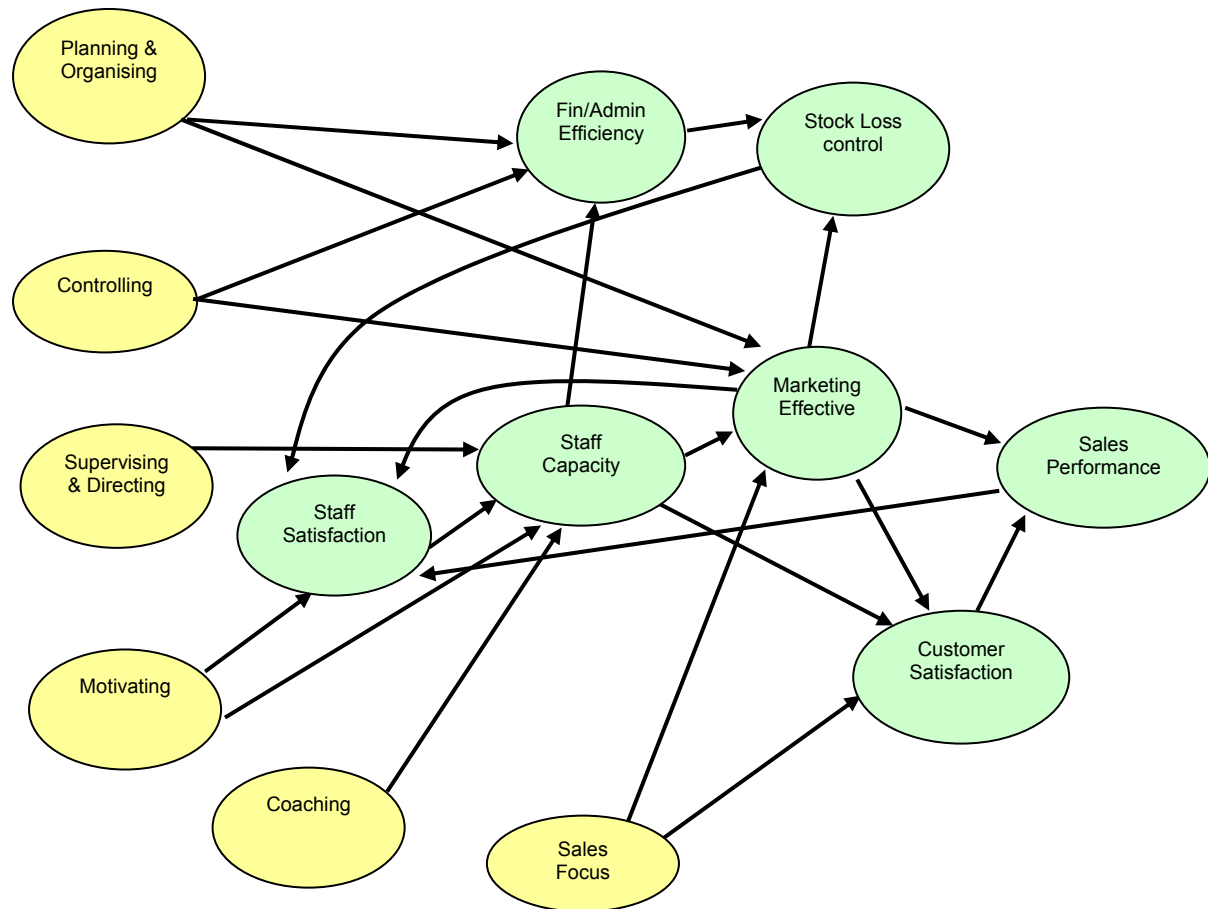 Planning &
Organising
Fin/Admin
Efficiency
Stock Loss
control
Controlling
Marketing
Effective
Supervising
& Directing
Staff
Capacity
Sales
Performance
Staff
Satisfaction
Motivating
Customer
Satisfaction
Coaching
Sales
Focus